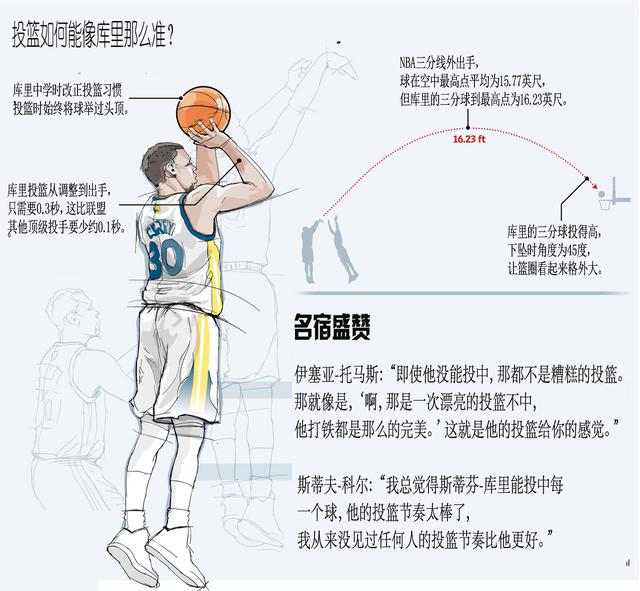 投篮如何能像库里那么准？
库里中学时改正投篮习惯
投篮时始终将球举过头顶。
库里投篮从调整到出手，
只需要0.3秒，这比联盟
其他顶级投手要少约0.1秒。
30
NBA三分线外出手，
球在空中最高点平均为15.77英尺，
但库里的三分球到最高点为16.23英尺。
16.23 ft
库里的三分球投得高，
下坠时角度为45度，
让篮圈看起来格外大。
名宿盛赞
伊塞亚-托马斯：“即使他没能投中，那都不是糟糕的投篮。
那就像是，‘啊，那是一次漂亮的投篮不中，
他打铁都是那么的完美。’这就是他的投篮给你的感觉。”
斯蒂夫-科尔：“我总觉得斯蒂芬-库里能投中每
一个球，他的投篮节奏太棒了，
我从来没见过任何人的投篮节奏比他更好。”